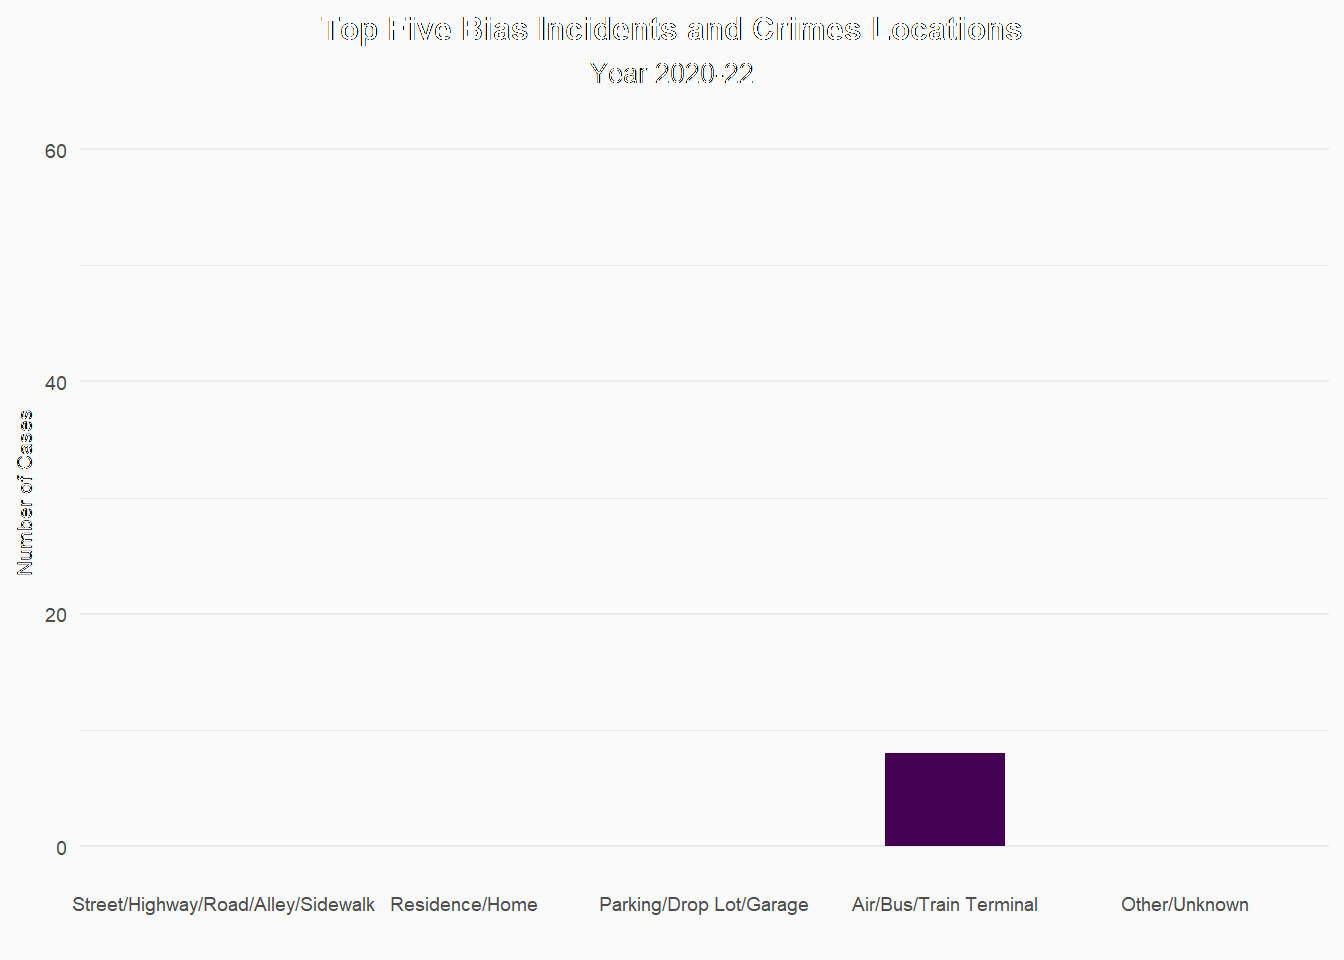 Top Five Bias Incidents and Crimes Locations
Year 2020-22
60
40
20
0
Number of Cases
Street/Highway/Road/Alley/Sidewalk
Residence/Home
Parking/Drop Lot/Garage
Air/Bus/Train Terminal
Other/Unknown